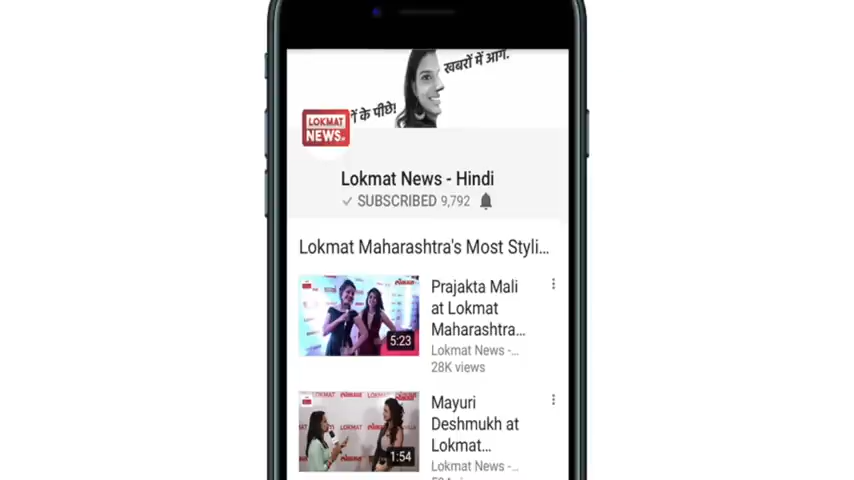 खबरों में आगे.
के पीछे!
LOKMAT
NEWS
Lokmat News - Hindi
SUBSCRIBED 9,792
Lokmat Maharashtra's Most Styli...
5:23
Prajakta Mali
at Lokmat
Maharashtra...
Lokmat News -...
28K views
LOKMAT
1:54
Mayuri
Deshmukh at
Lokmat...
Lokmat News -...